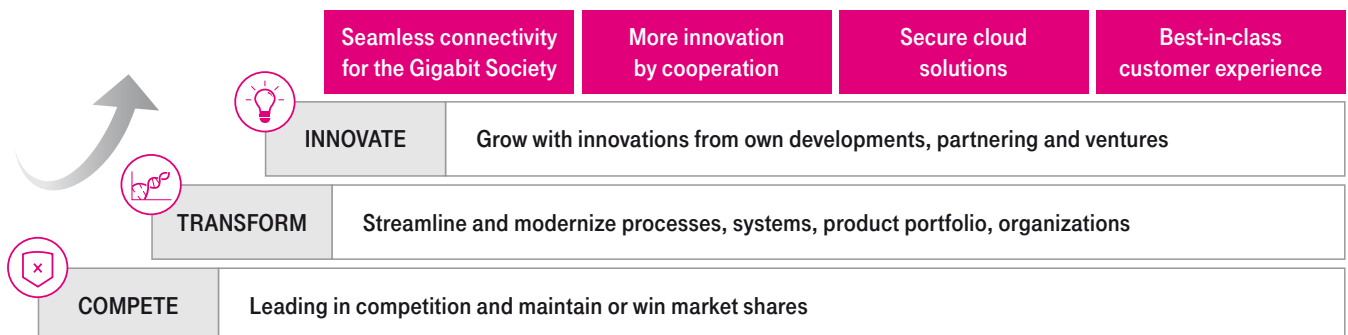 Seamless connectivity
for the Gigabit Society
More innovation
by cooperation
Secure cloud
solutions
Best-in-class
customer experience
INNOVATE
Grow with innovations from own developments, partnering and ventures
TRANSFORM
Streamline and modernize processes, systems, product portfolio, organizations
COMPETE
Leading in competition and maintain or win market shares